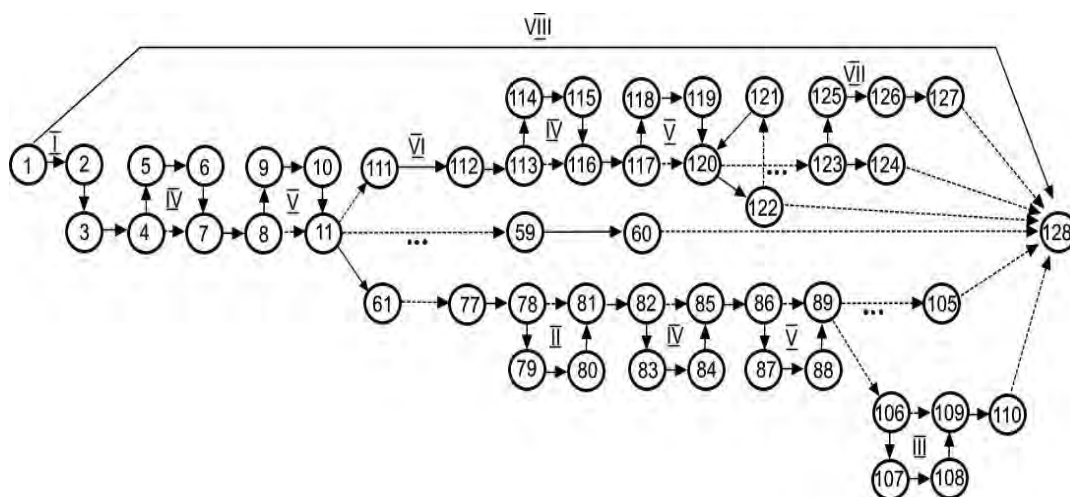 VIII
114 115 118 119 121 125 VII 126 127
I IV V
1 2 5 6 9 10 111 VI 112 113 116 117 120 ... 123 124
IV V 122
3 4 7 8 11 ... 59 60 128
61 77 78 81 82 85 86 89 ... 105
II IV V
79 80 83 84 87 88
106 109 110
III
107 108